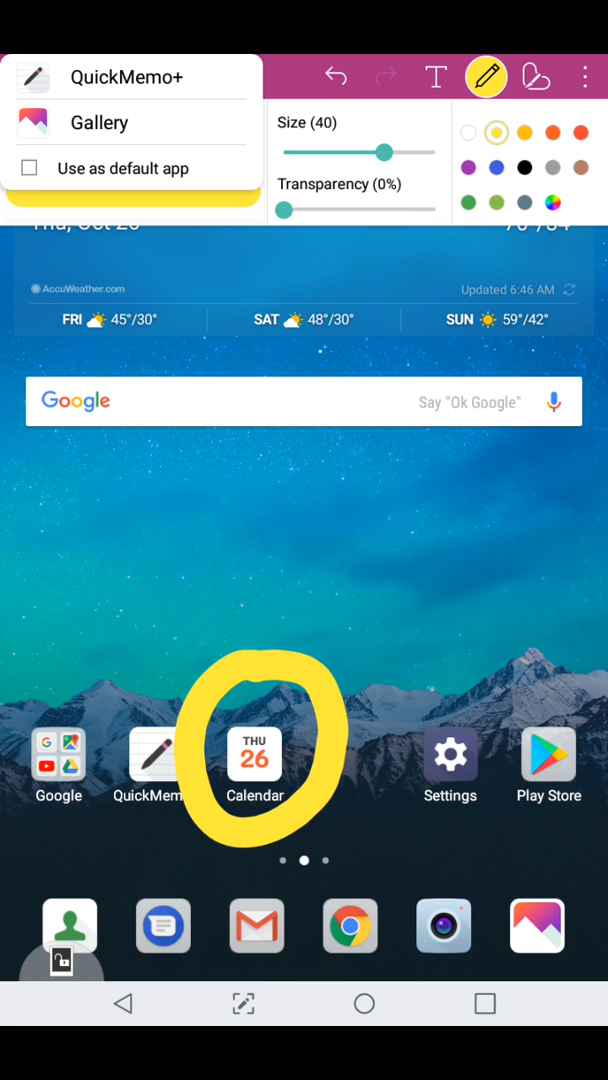 QuickMemo+
Gallery
Use as default app
T
Size (40)
Transparency (0%)
AccuWeather.com
Updated 6:46 AM
FRI 45°/30°
SAT 48°/30°
SUN 59°/42°
Google
Say "Ok Google"
THU
26
Google
QuickMem
Calendar
Settings
Play Store